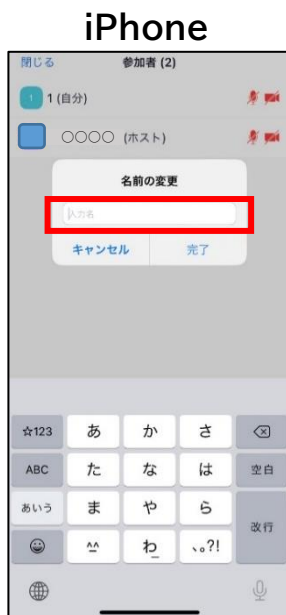 iPhone
閉じる 参加者 (2)
1 1 (自分)
○○○○ (ホスト)
名前の変更
入力名
キャンセル 完了
☆123 あ か さ
ABC た な は 空白
あいう ま や ら 改行
^^ わ_ 、。?!